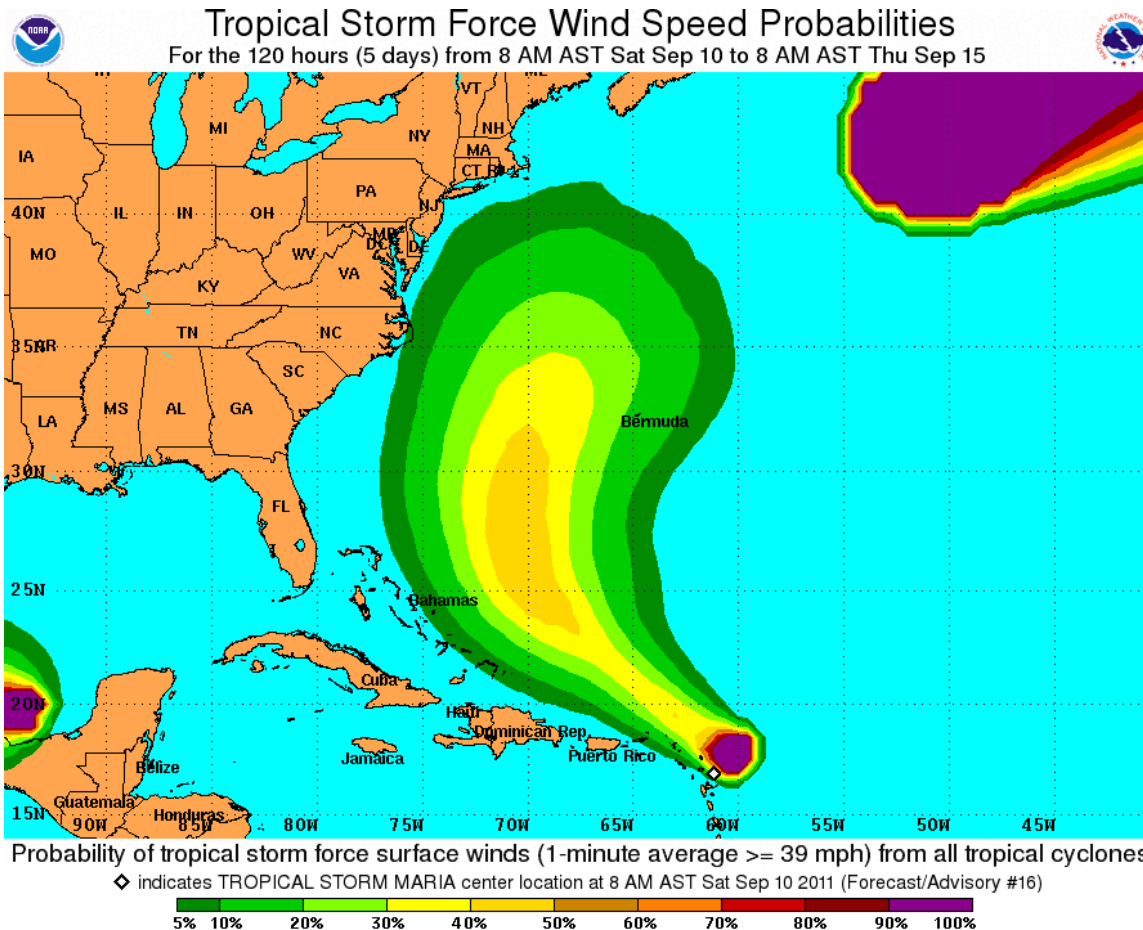 Tropical Storm Force Wind Speed Probabilities
For the 120 hours (5 days) from 8 AM AST Sat Sep 10 to 8 AM AST Thu Sep 15
NOAA
VT
NH
MI
NY
MA
IA
CT RI
PA
NJ
40N
IL
IN
OH
MD
DC
DE
MO
WV
VA
KY
TN
NC
35N
AR
SC
MS
AL
GA
LA
Bermuda
30N
FL
25N
Bahamas
Cuba
20N
Haiti
Dominican Rep
Puerto Rico
Jamaica
Belize
Guatemala
Honduras
15N
90W
85W
80W
75W
70W
65W
60W
55W
50W
45W
Probability of tropical storm force surface winds (1-minute average >= 39 mph) from all tropical cyclones
indicates TROPICAL STORM MARIA center location at 8 AM AST Sat Sep 10 2011 (Forecast/Advisory #16)
5% 10% 20% 30% 40% 50% 60% 70% 80% 90% 100%